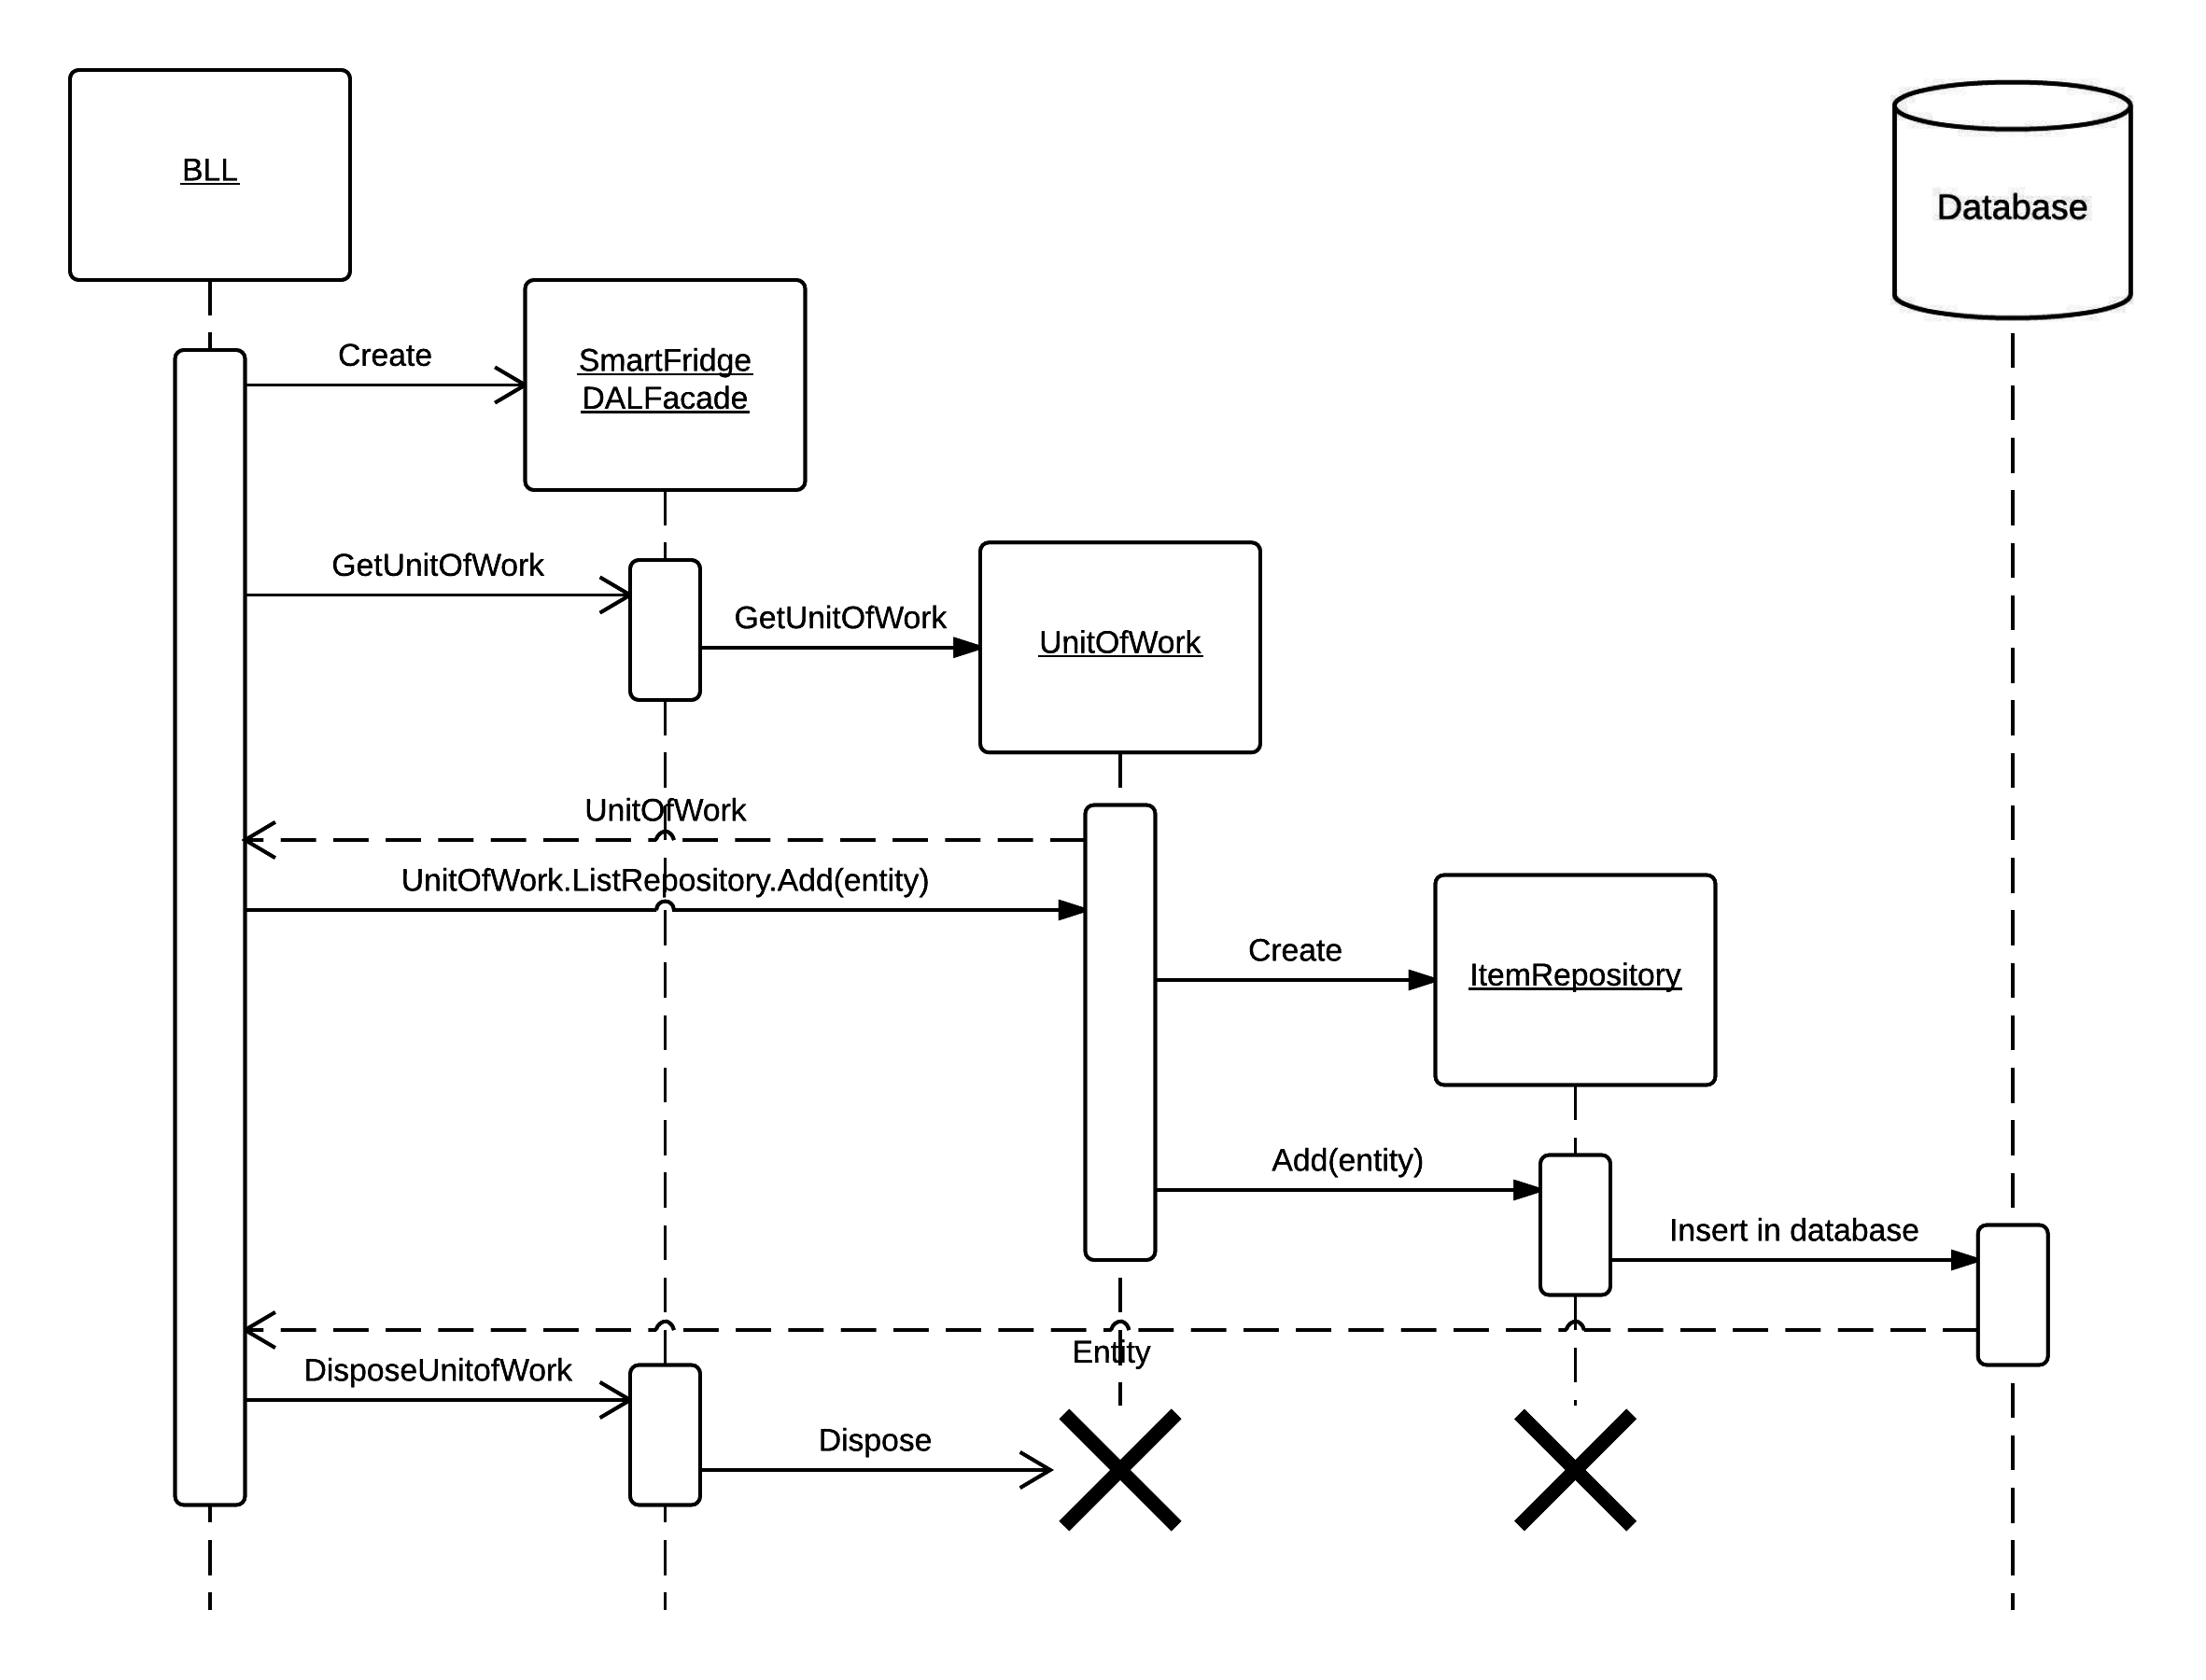 BLL
Database
Create
SmartFridge
DALFacade
GetUnitOfWork
GetUnitOfWork
UnitOfWork
UnitOfWork
UnitOfWork.ListRepository.Add(entity)
Create
ItemRepository
Add(entity)
Insert in database
Entity
DisposeUnitofWork
Dispose